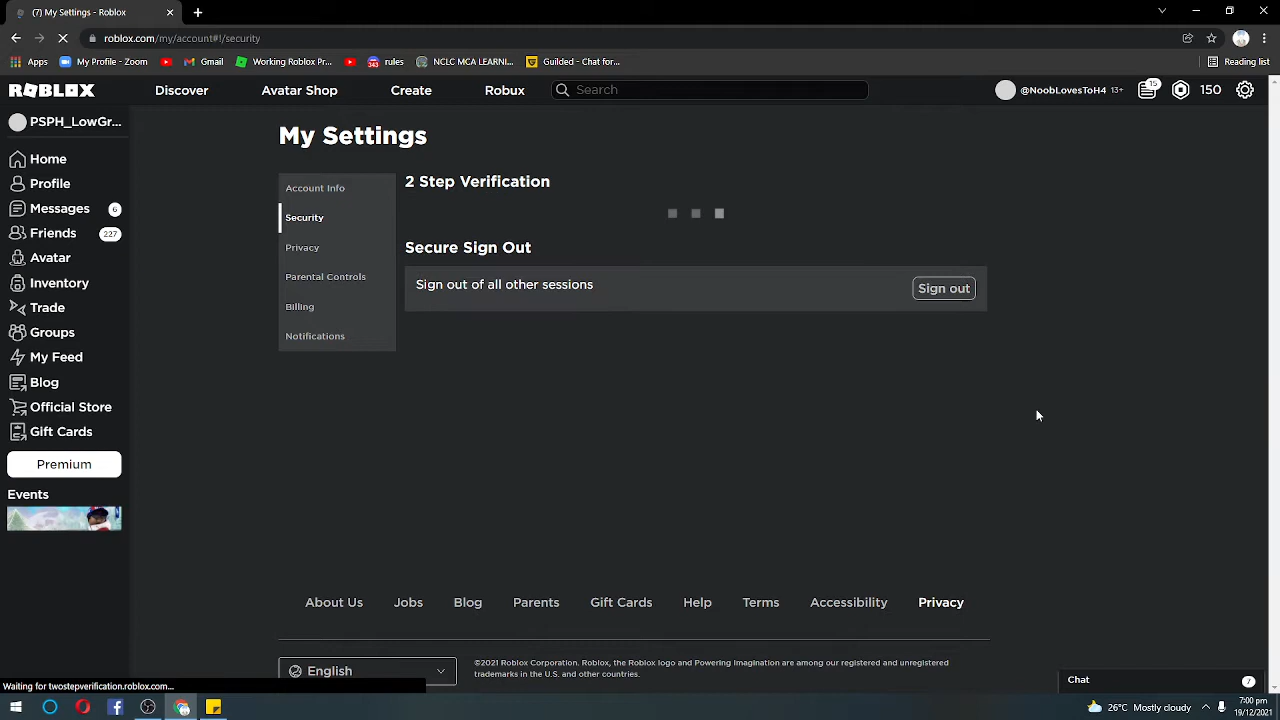 (7) My Settings - Roblox
roblox.com/my/account#!/security
Apps
My Profile - Zoom
Gmail
Verifying Roblox Pr...
343
rules
CLC: MCA LEARNI...
Guilded - Chat for...
Reading list
ROBLOX
Discover
Avatar Shop
Create
Robux
Search
@NoobLovesToH4 13+
15
150
PSPH_LowGr...
Home
Profile
Messages
6
Friends
227
Avatar
Inventory
Trade
Groups
My Feed
Blog
Official Store
Gift Cards
Premium
Events
My Settings
Account Info
Security
Privacy
Parental Controls
Billing
Notifications
2 Step Verification
Secure Sign Out
Sign out of all other sessions
Sign out
About Us
Jobs
Blog
Parents
Gift Cards
Help
Terms
Accessibility
Privacy
English
©2021 Roblox Corporation. Roblox, the Roblox logo and Powering Imagination are among our registered and unregistered
trademarks in the U.S. and other countries.
Chat
7
Waiting for twostepverification.roblox.com...
26°C Mostly cloudy
7:00 pm
19/12/2021